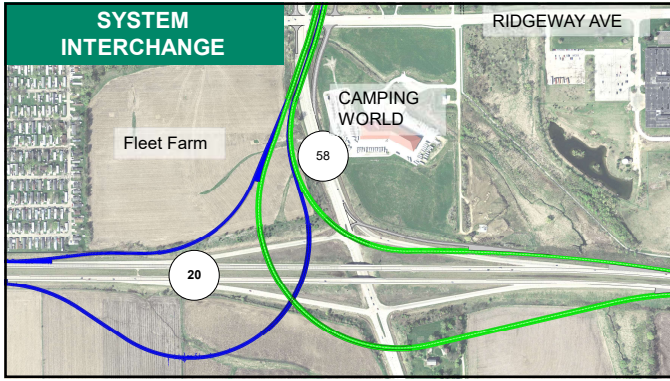 SYSTEM
INTERCHANGE
RIDGEWAY AVE
CAMPING
WORLD
Fleet Farm
58
20